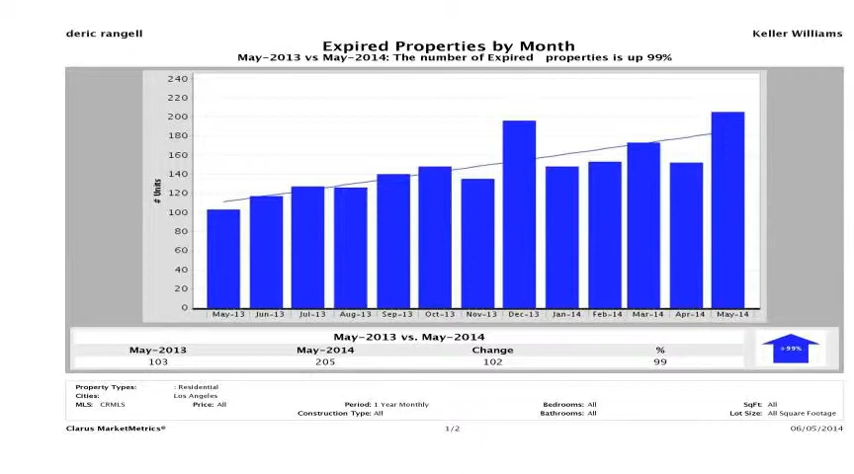 deric rangell Keller Williams
Expired Properties by Month
May-2013 vs May-2014: The number of Expired properties is up 99%
240
220
200
180
160
140
120
100
80
60
40
20
0
# Units
May-13 Jun-13 Jul-13 Aug-13 Sep-13 Oct-13 Nov-13 Dec-13 Jan-14 Feb-14 Mar-14 Apr-14 May-14
May-2013 vs. May-2014
May-2013 May-2014 Change %
103 205 102 99
+99%
Property Types: : Residential
Cities: Los Angeles
MLS: CRMLS Price: All Period: 1 Year Monthly Bedrooms: All SqFt: All
Construction Type: All Bathrooms: All Lot Size: All Square Footage
Clarus MarketMetrics® 1/2 06/05/2014